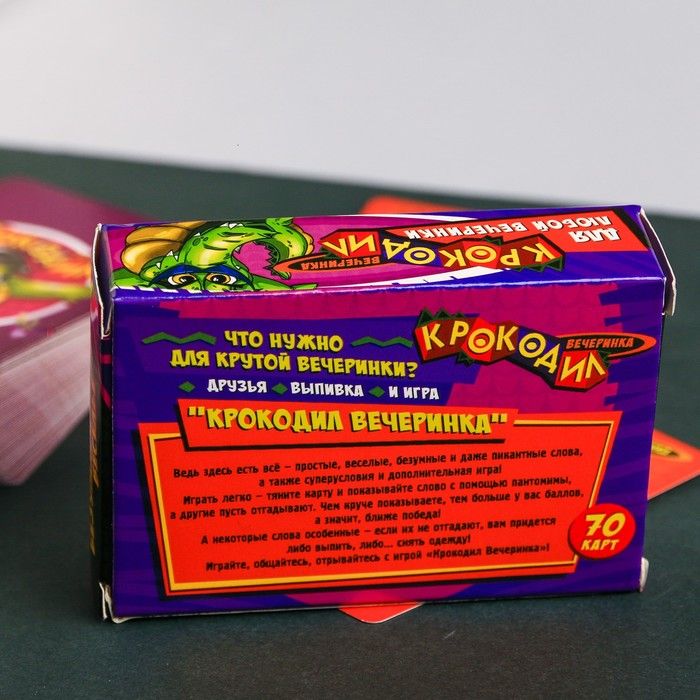 ДЛЯ
ЛЮБОЙ ВЕЧЕРИНКИ
КРОКОДИЛ
ВЕЧЕРИНКА
ЧТО НУЖНО
ДЛЯ КРУТОЙ ВЕЧЕРИНКИ?
ДРУЗЬЯ ВЫПИВКА И ИГРА
КРОКОДИЛ
ВЕЧЕРИНКА
"КРОКОДИЛ ВЕЧЕРИНКА"
Ведь здесь есть всё – простые, веселые, безумные и даже пикантные слова,
а также суперусловия и дополнительная игра!
Играть легко – тяните карту и показывайте слово с помощью пантомимы,
а другие пусть отгадывают. Чем круче показываете, тем больше у вас баллов,
а значит, ближе победа!
А некоторые слова особенные – если их не отгадают, вам придется
либо выпить, либо... снять одежду!
Играйте, общайтесь, отрывайтесь с игрой «Крокодил Вечеринка»!
70
КАРТ